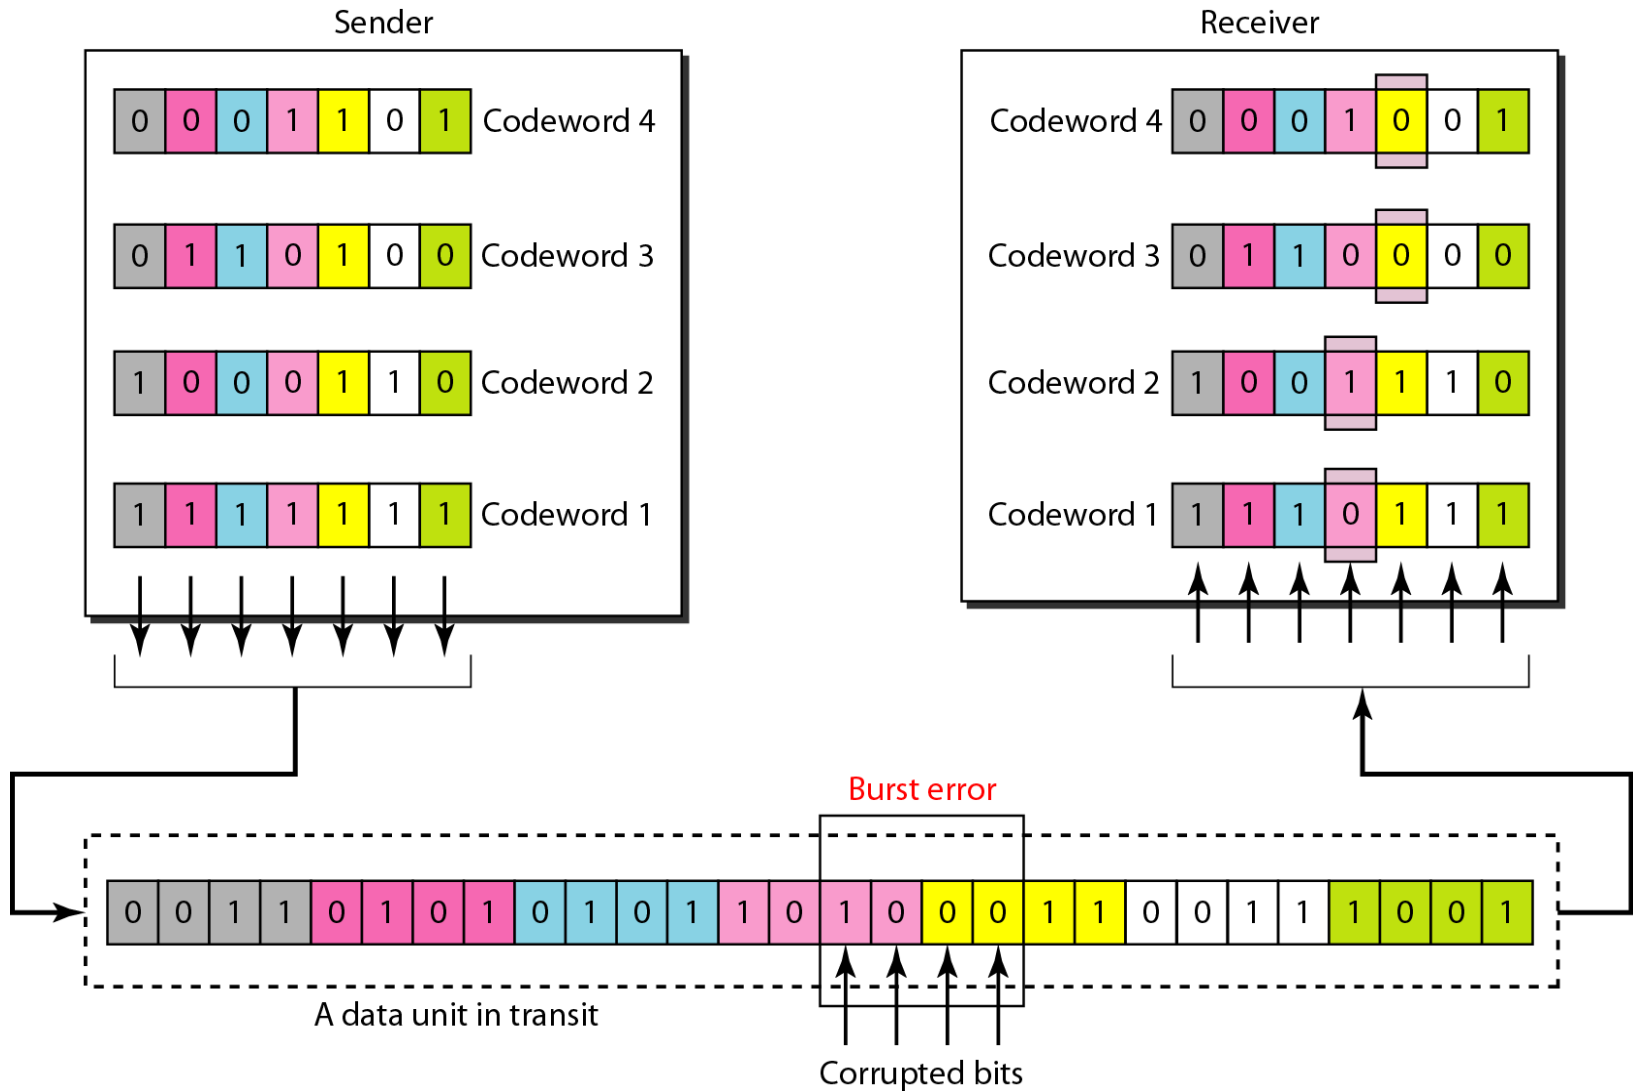 Sender
0 0 0 1 1 0 1 Codeword 4
0 1 1 0 1 0 0 Codeword 3
1 0 0 0 1 1 0 Codeword 2
1 1 1 1 1 1 1 Codeword 1
Receiver
Codeword 4 0 0 0 1 0 0 1
Codeword 3 0 1 1 0 0 0 0
Codeword 2 1 0 0 1 1 1 0
Codeword 1 1 1 1 0 1 1 1
Burst error
0 0 1 1 0 1 0 1 0 1 0 1 1 0 1 0 0 0 1 1 0 0 1 1 1 0 0 1
A data unit in transit
Corrupted bits